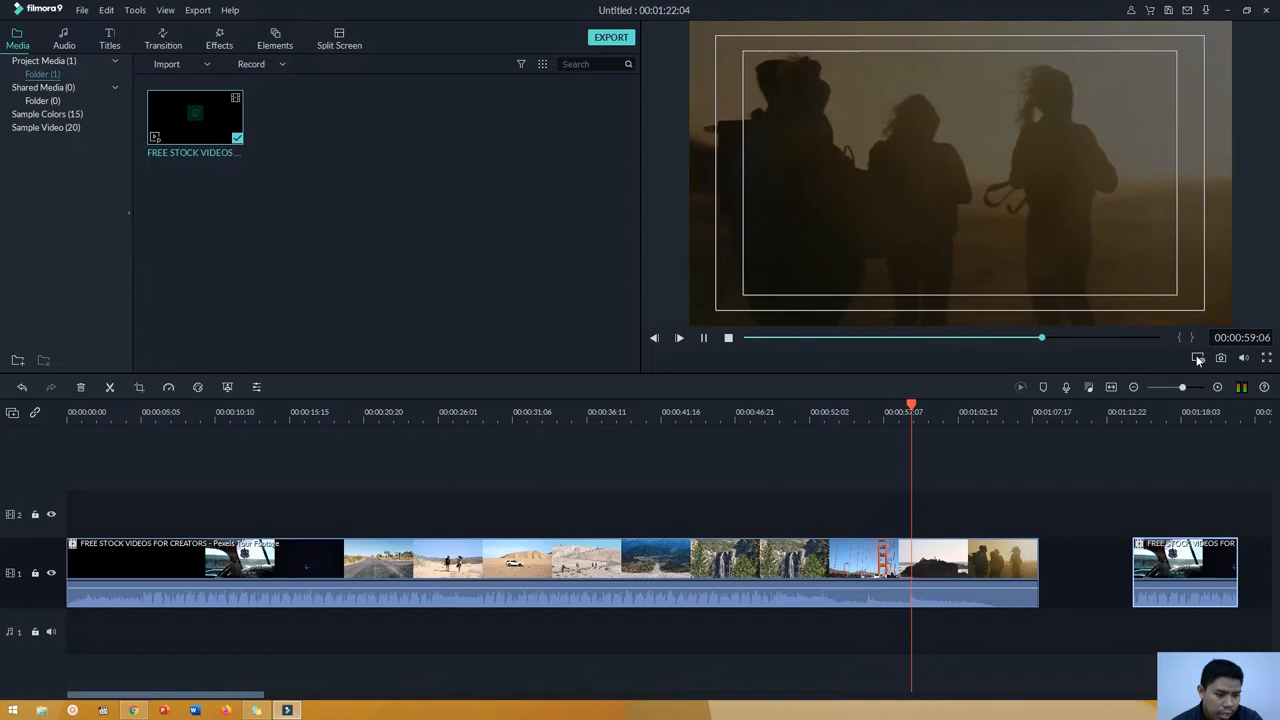 filmora9 File Edit Tools View Export Help Untitled : 00:01:22:04
Media Audio Titles Transition Effects Elements Split Screen EXPORT
Project Media (1) Import Record Search
Folder (1)
Shared Media (0)
Folder (0)
Sample Colors (15)
Sample Video (20)
FREE STOCK VIDEOS ...
{ } 00:00:59:06
00:00:00:00 00:00:05:05 00:00:10:10 00:00:15:15 00:00:20:20 00:00:26:01 00:00:31:06 00:00:36:11 00:00:41:16 00:00:46:21 00:00:52:02 00:00:57:07 00:01:02:12 00:01:07:17 00:01:12:22 00:01:18:03 00:0
2
FREE STOCK VIDEOS FOR CREATORS - Pexels Tour Footage FREE STOCK VIDEOS FOR
1
1